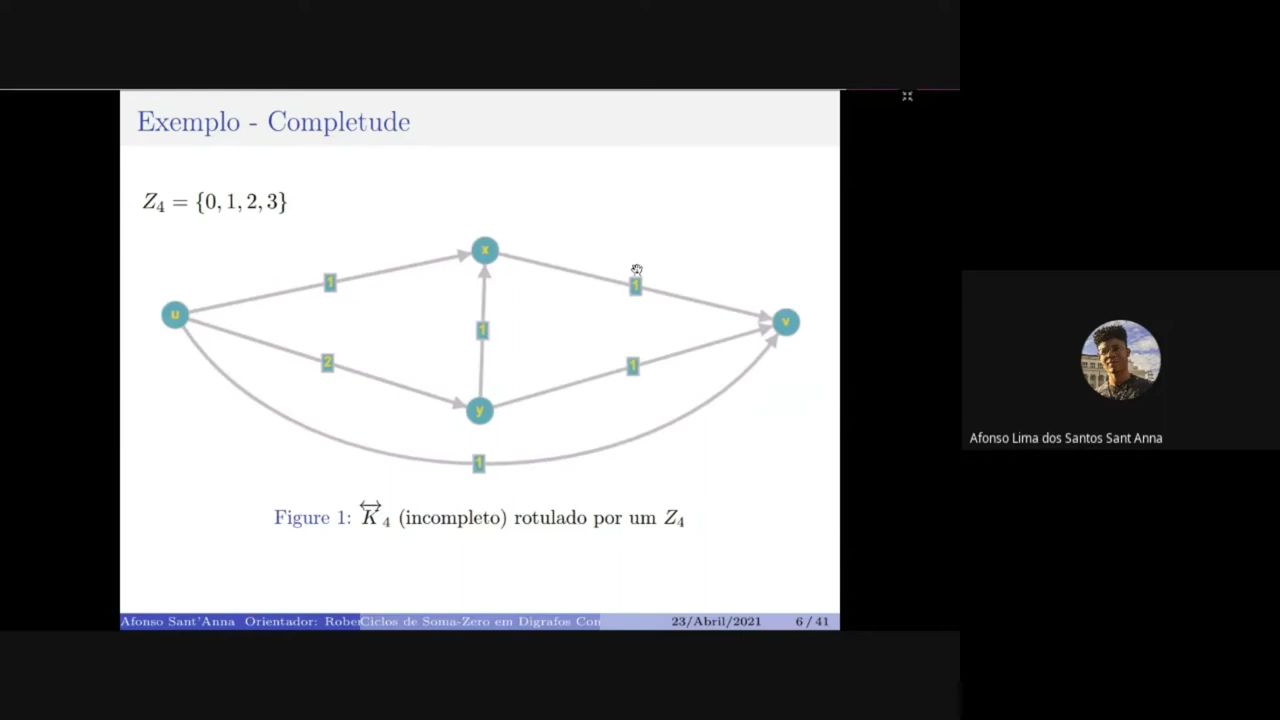 Exemplo - Completude
Z4 = {0, 1, 2, 3}
x
1
1
u
1
v
2
1
y
1
Figure 1: K↔4 (incompleto) rotulado por um Z4
Afonso Lima dos Santos Sant Anna
Afonso Sant'Anna Orientador: Rober Ciclos de Soma-Zero em Digrafos Con 23/Abril/2021 6 / 41